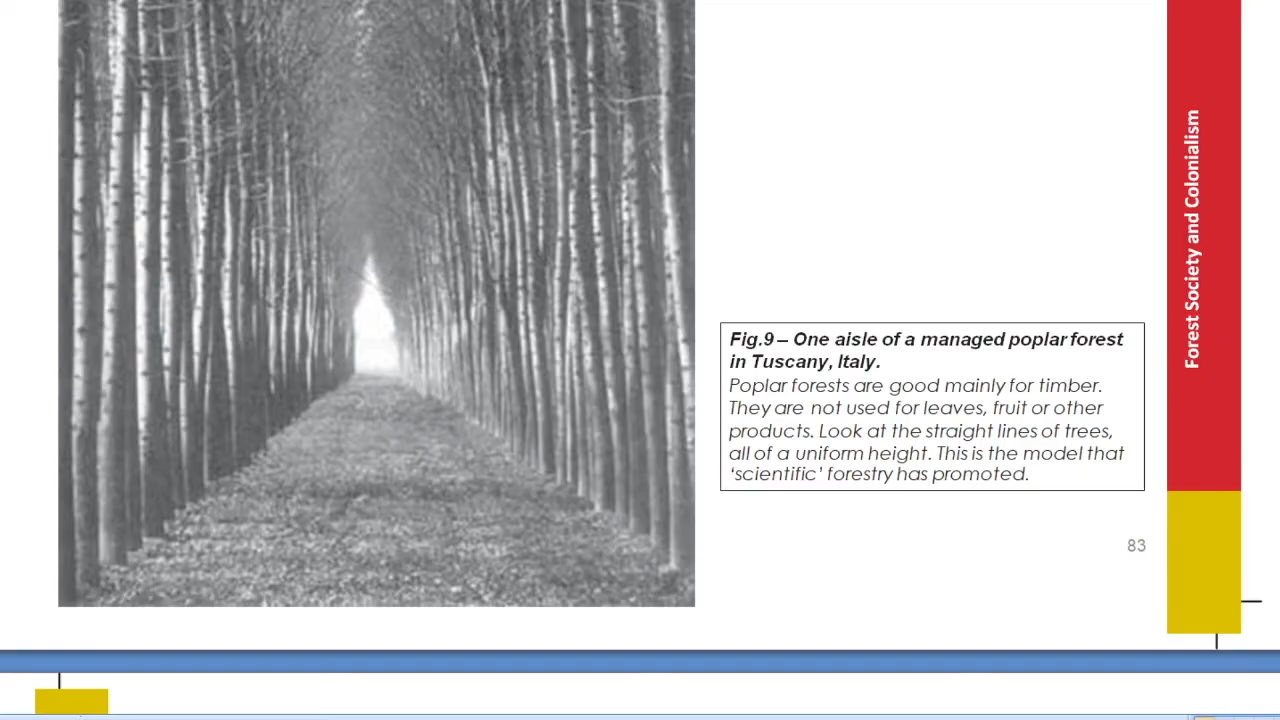 Forest Society and Colonialism
Fig.9 – One aisle of a managed poplar forest
in Tuscany, Italy.
Poplar forests are good mainly for timber.
They are not used for leaves, fruit or other
products. Look at the straight lines of trees,
all of a uniform height. This is the model that
‘scientific’ forestry has promoted.
83